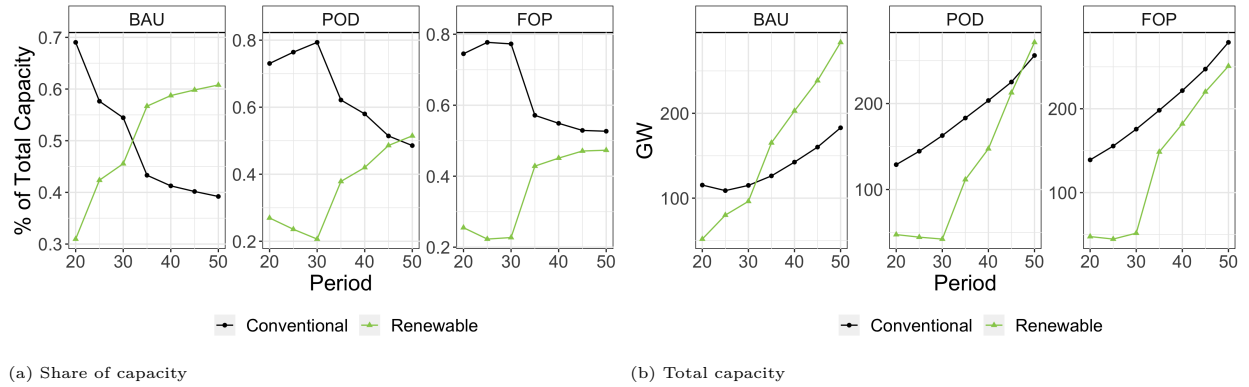 BAU POD FOP
% of Total Capacity
0.7
0.6
0.5
0.4
0.3
0.8
0.6
0.4
0.2
0.8
0.6
0.4
0.2
20 30 40 50 20 30 40 50 20 30 40 50
Period
Conventional Renewable
(a) Share of capacity
BAU POD FOP
GW
200
100
200
100
200
100
20 30 40 50 20 30 40 50 20 30 40 50
Period
Conventional Renewable
(b) Total capacity